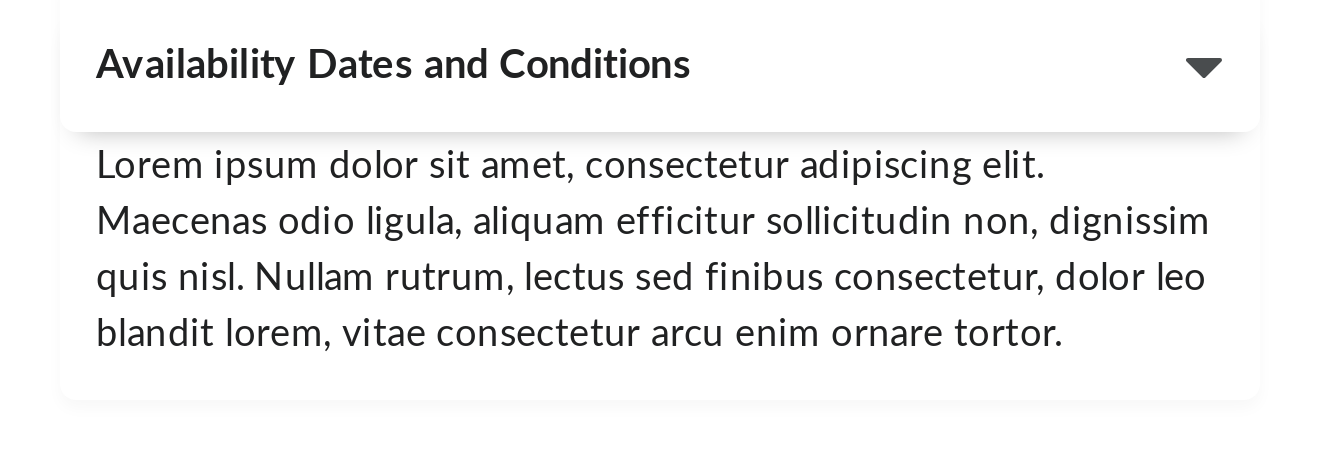 Availability Dates and Conditions
Lorem ipsum dolor sit amet, consectetur adipiscing elit.
Maecenas odio ligula, aliquam efficitur sollicitudin non, dignissim
quis nisl. Nullam rutrum, lectus sed finibus consectetur, dolor leo
blandit lorem, vitae consectetur arcu enim ornare tortor.